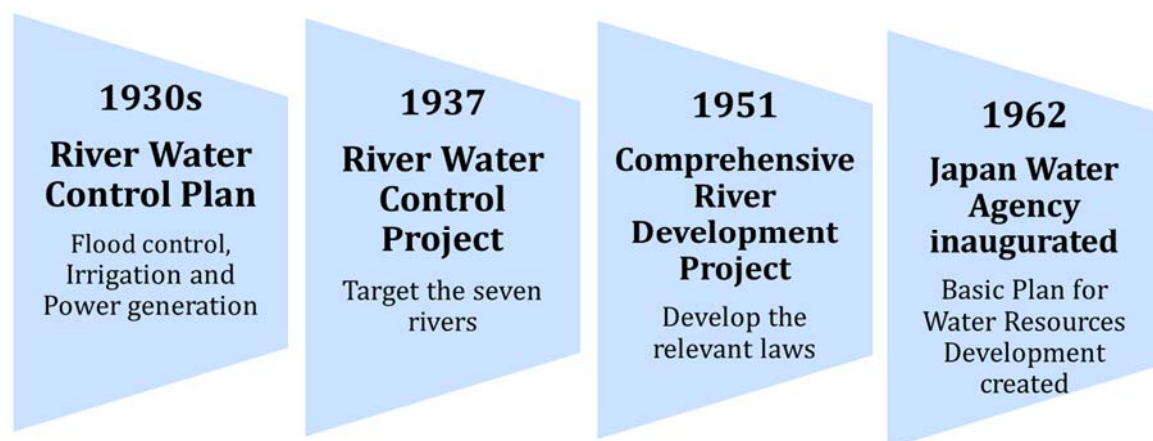 1930s
River Water
Control Plan
Flood control,
Irrigation and
Power generation
1937
River Water
Control
Project
Target the seven
rivers
1951
Comprehensive
River
Development
Project
Develop the
relevant laws
1962
Japan Water
Agency
inaugurated
Basic Plan for
Water Resources
Development
created